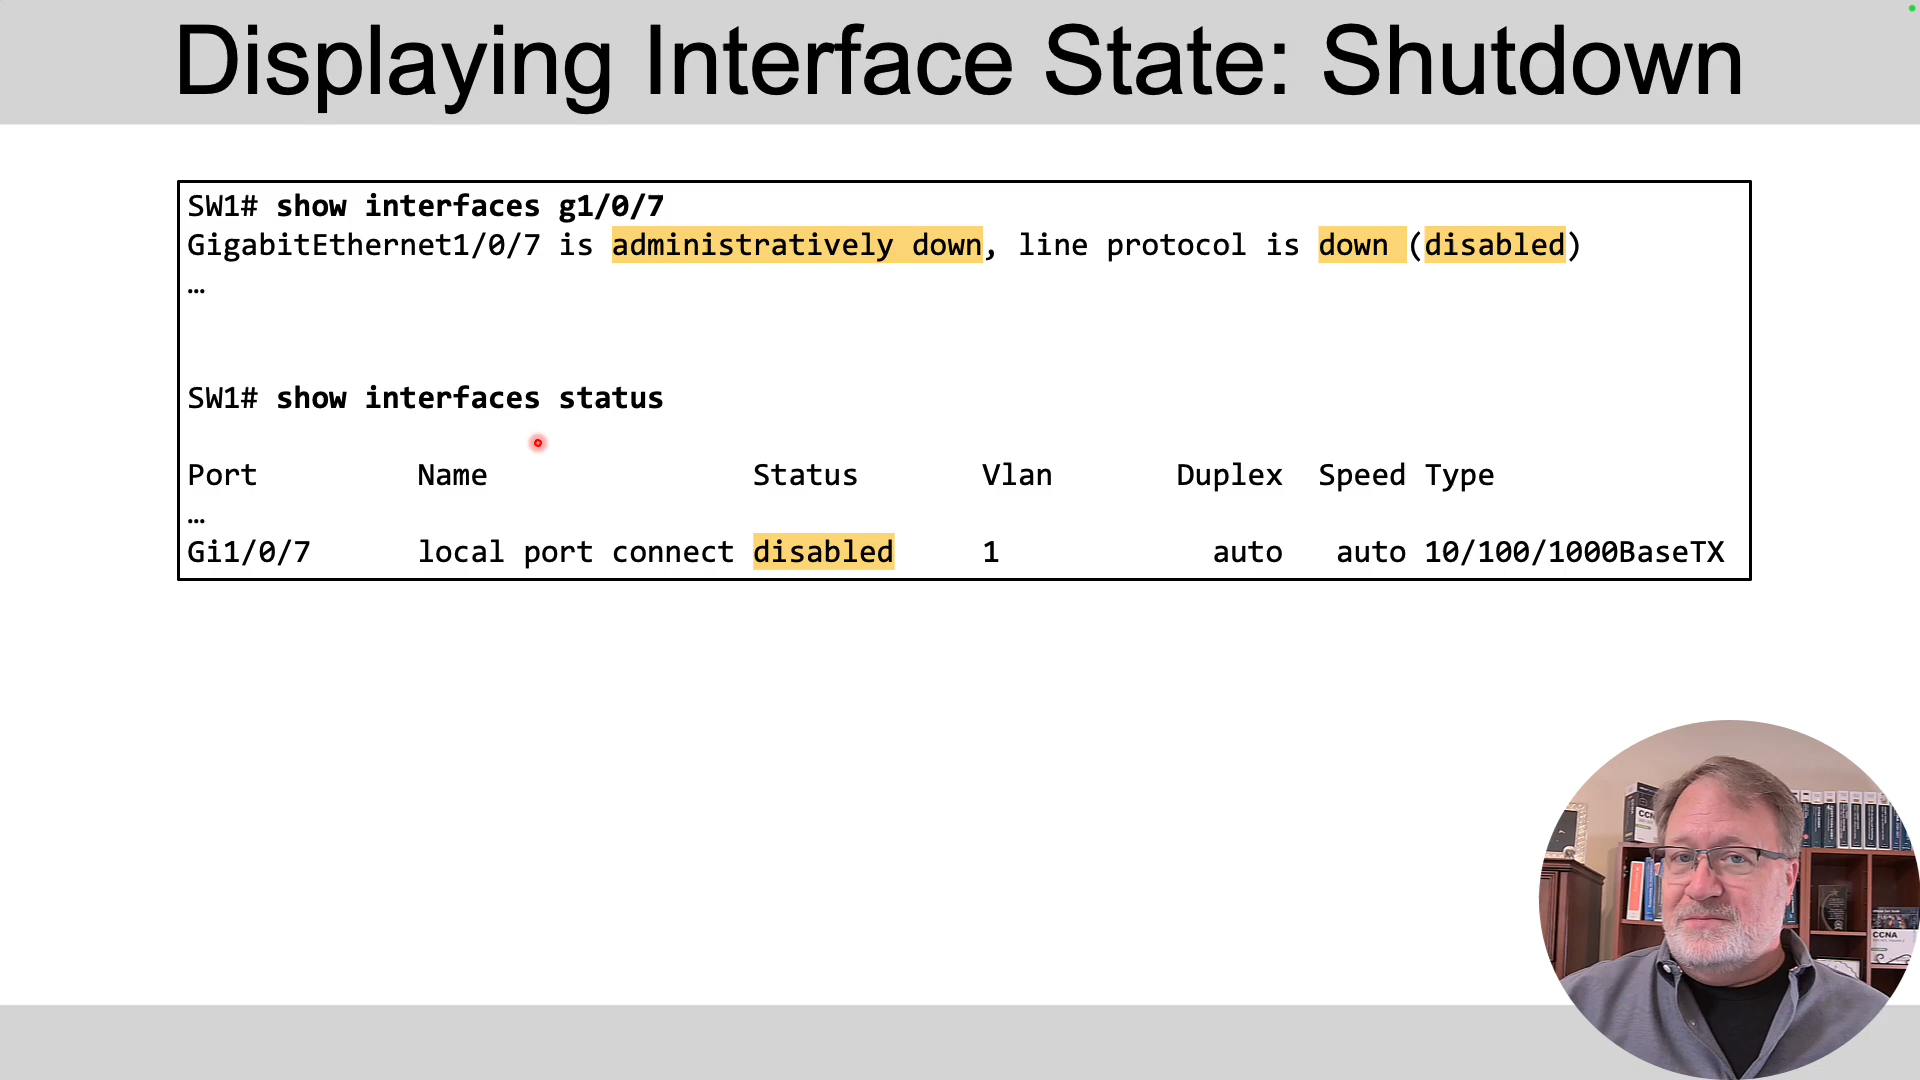 Displaying Interface State: Shutdown
SW1# show interfaces g1/0/7
GigabitEthernet1/0/7 is administratively down, line protocol is down (disabled)
…
SW1# show interfaces status
Port Name Status Vlan Duplex Speed Type
…
Gi1/0/7 local port connect disabled 1 auto auto 10/100/1000BaseTX
CCNA